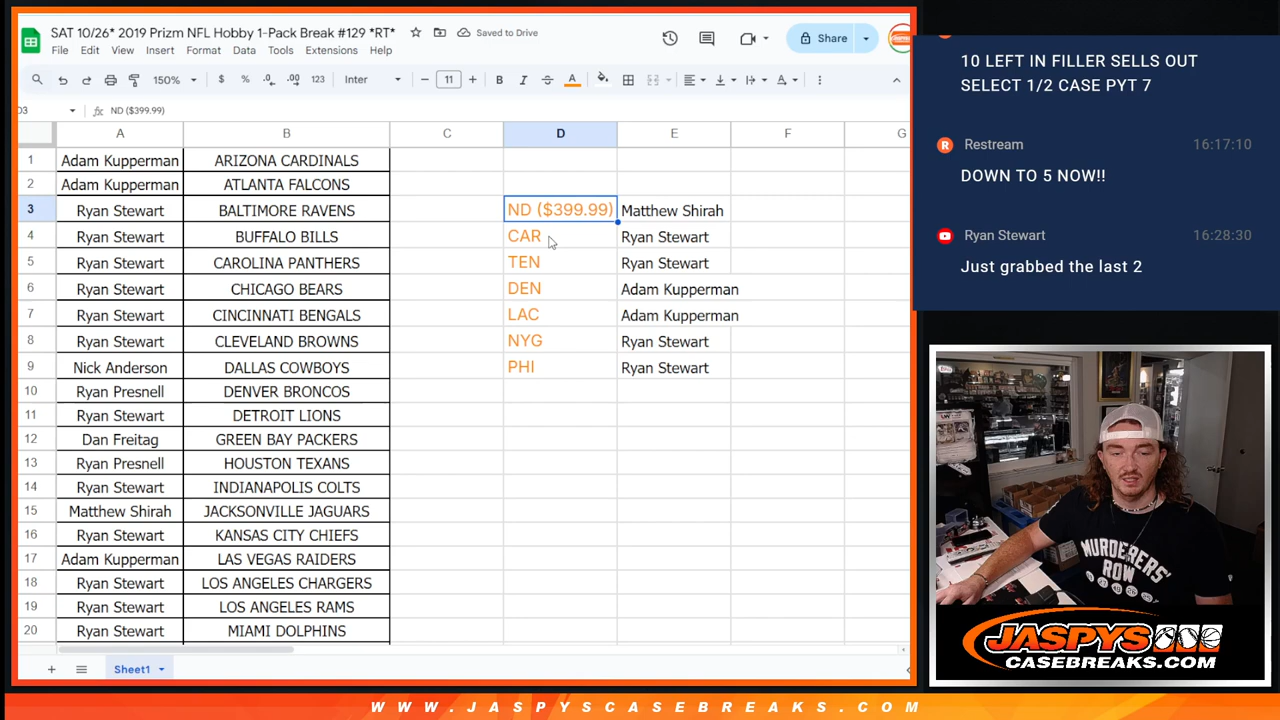 SAT 10/26* 2019 Prizm NFL Hobby 1-Pack Break #129 *RT*
Saved to Drive
File Edit View Insert Format Data Tools Extensions Help
Share
150% $ % .0 .00 123 Inter - 11 + B I A
D3 fx ND ($399.99)
A B C D E F G
1 Adam Kupperman ARIZONA CARDINALS
2 Adam Kupperman ATLANTA FALCONS
3 Ryan Stewart BALTIMORE RAVENS ND ($399.99) Matthew Shirah
4 Ryan Stewart BUFFALO BILLS CAR Ryan Stewart
5 Ryan Stewart CAROLINA PANTHERS TEN Ryan Stewart
6 Ryan Stewart CHICAGO BEARS DEN Adam Kupperman
7 Ryan Stewart CINCINNATI BENGALS LAC Adam Kupperman
8 Ryan Stewart CLEVELAND BROWNS NYG Ryan Stewart
9 Nick Anderson DALLAS COWBOYS PHI Ryan Stewart
10 Ryan Presnell DENVER BRONCOS
11 Ryan Stewart DETROIT LIONS
12 Dan Freitag GREEN BAY PACKERS
13 Ryan Presnell HOUSTON TEXANS
14 Ryan Stewart INDIANAPOLIS COLTS
15 Matthew Shirah JACKSONVILLE JAGUARS
16 Ryan Stewart KANSAS CITY CHIEFS
17 Adam Kupperman LAS VEGAS RAIDERS
18 Ryan Stewart LOS ANGELES CHARGERS
19 Ryan Stewart LOS ANGELES RAMS
20 Ryan Stewart MIAMI DOLPHINS
Sheet1
10 LEFT IN FILLER SELLS OUT
SELECT 1/2 CASE PYT 7
Restream 16:17:10
DOWN TO 5 NOW!!
Ryan Stewart 16:28:30
Just grabbed the last 2
MURDERERS'
ROW
JASPYS
CASEBREAKS.COM
WWW.JASPYSCASEBREAKS.COM